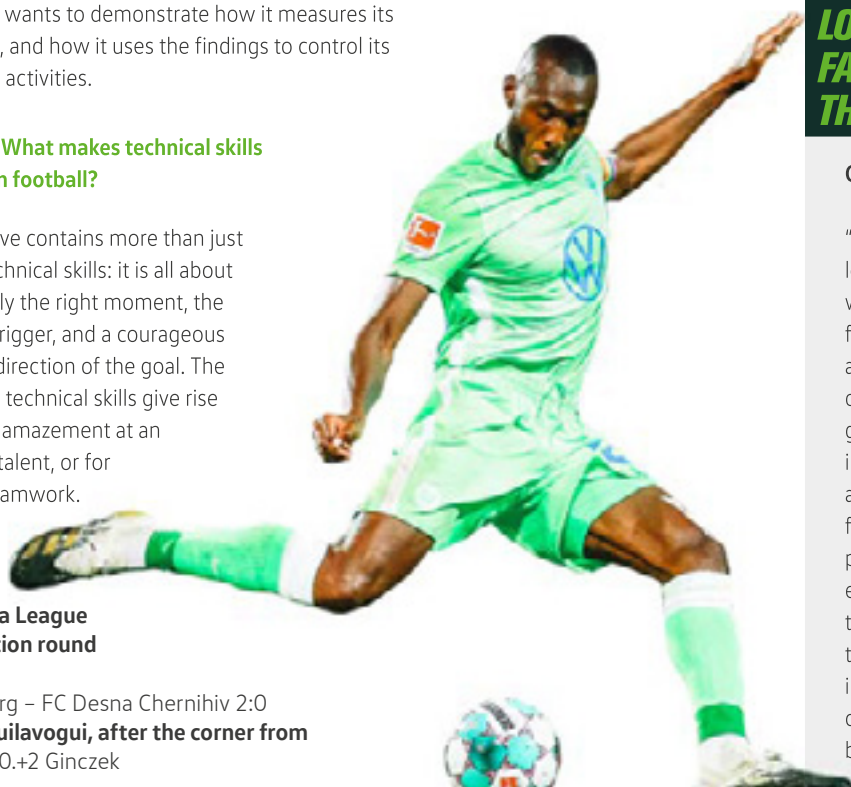 wants to demonstrate how it measures its
, and how it uses the findings to control its
activities.
What makes technical skills
football?
ve contains more than just
chnical skills: it is all about
ly the right moment, the
rigger, and a courageous
direction of the goal. The
technical skills give rise
amazement at an
talent, or for
amwork.
a League
tion round
rg – FC Desna Chernihiv 2:0
uilavogui, after the corner from
0.+2 Ginczek
LO
FA
TH